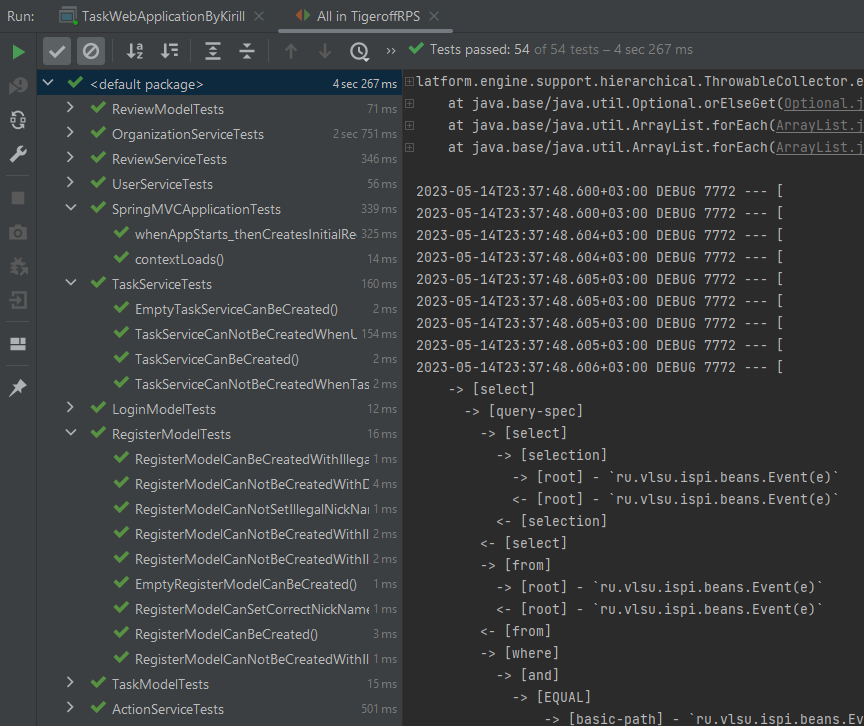 Run: TaskWebApplicationByKirill × All in TigeroffRPS ×
Tests passed: 54 of 54 tests – 4 sec 267 ms
<default package> 4 sec 267 ms
ReviewModelTests 71 ms
OrganizationServiceTests 2 sec 751 ms
ReviewServiceTests 346 ms
UserServiceTests 56 ms
SpringMVCApplicationTests 339 ms
whenAppStarts_thenCreatesInitialRe 325 ms
contextLoads() 14 ms
TaskServiceTests 160 ms
EmptyTaskServiceCanBeCreated() 2 ms
TaskServiceCanNotBeCreatedWhenU 154 ms
TaskServiceCanBeCreated() 2 ms
TaskServiceCanNotBeCreatedWhenTas 2 ms
LoginModelTests 12 ms
RegisterModelTests 16 ms
RegisterModelCanBeCreatedWithIllega 1 ms
RegisterModelCanNotBeCreatedWithD 4 ms
RegisterModelCanNotSetIllegalNickNa 1 ms
RegisterModelCanNotBeCreatedWithIl 2 ms
RegisterModelCanNotBeCreatedWithIl 2 ms
EmptyRegisterModelCanBeCreated() 1 ms
RegisterModelCanSetCorrectNickName 1 ms
RegisterModelCanBeCreated() 3 ms
RegisterModelCanNotBeCreatedWithIl 1 ms
TaskModelTests 15 ms
ActionServiceTests 501 ms
latform.engine.support.hierarchical.ThrowableCollector.e
at java.base/java.util.Optional.orElseGet(Optional.j
at java.base/java.util.ArrayList.forEach(ArrayList.j
at java.base/java.util.ArrayList.forEach(ArrayList.j
2023-05-14T23:37:48.600+03:00 DEBUG 7772 --- [
2023-05-14T23:37:48.600+03:00 DEBUG 7772 --- [
2023-05-14T23:37:48.604+03:00 DEBUG 7772 --- [
2023-05-14T23:37:48.604+03:00 DEBUG 7772 --- [
2023-05-14T23:37:48.605+03:00 DEBUG 7772 --- [
2023-05-14T23:37:48.605+03:00 DEBUG 7772 --- [
2023-05-14T23:37:48.605+03:00 DEBUG 7772 --- [
2023-05-14T23:37:48.605+03:00 DEBUG 7772 --- [
2023-05-14T23:37:48.606+03:00 DEBUG 7772 --- [
-> [select]
-> [query-spec]
-> [select]
-> [selection]
-> [root] - `ru.vlsu.ispi.beans.Event(e)`
<- [root] - `ru.vlsu.ispi.beans.Event(e)`
<- [selection]
<- [select]
-> [from]
-> [root] - `ru.vlsu.ispi.beans.Event(e)`
<- [root] - `ru.vlsu.ispi.beans.Event(e)`
<- [from]
-> [where]
-> [and]
-> [EQUAL]
-> [basic-path] - `ru.vlsu.ispi.beans.Ev